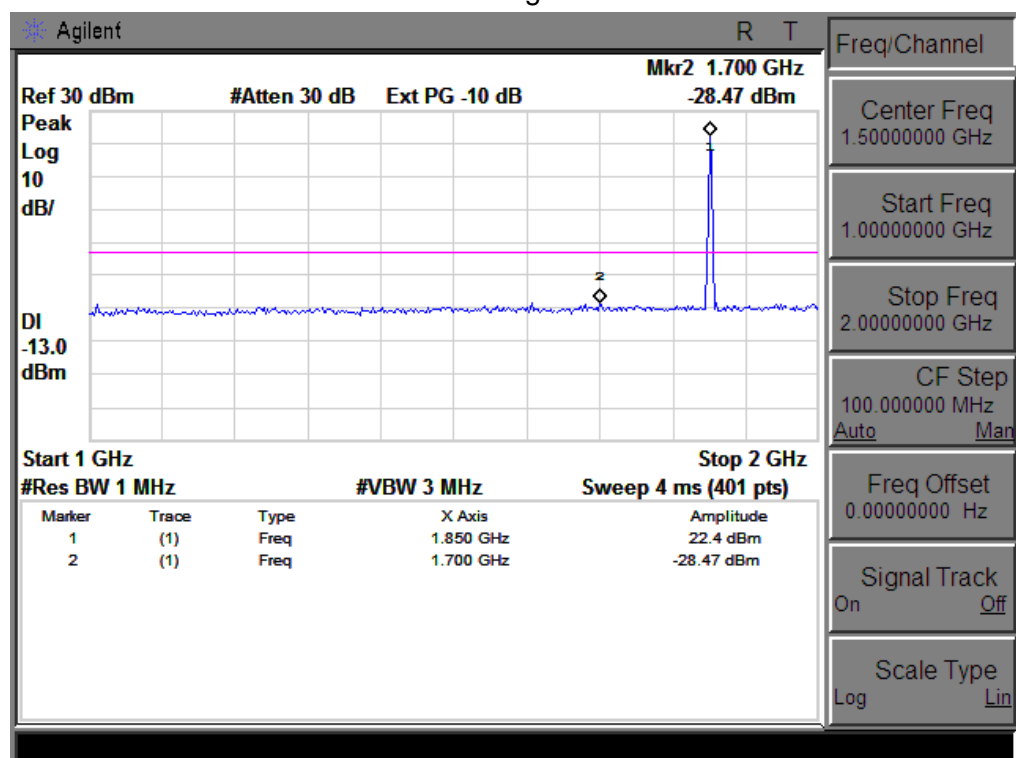 Agilent R T
Mkr2 1.700 GHz
Ref 30 dBm #Atten 30 dB Ext PG -10 dB -28.47 dBm
Peak
Log
10
dB/
1
2
DI
-13.0
dBm
Start 1 GHz Stop 2 GHz
#Res BW 1 MHz #VBW 3 MHz Sweep 4 ms (401 pts)
Marker Trace Type X Axis Amplitude
1 (1) Freq 1.850 GHz 22.4 dBm
2 (1) Freq 1.700 GHz -28.47 dBm
Freq/Channel
Center Freq
1.50000000 GHz
Start Freq
1.00000000 GHz
Stop Freq
2.00000000 GHz
CF Step
100.000000 MHz
Auto Man
Freq Offset
0.00000000 Hz
Signal Track
On Off
Scale Type
Log Lin